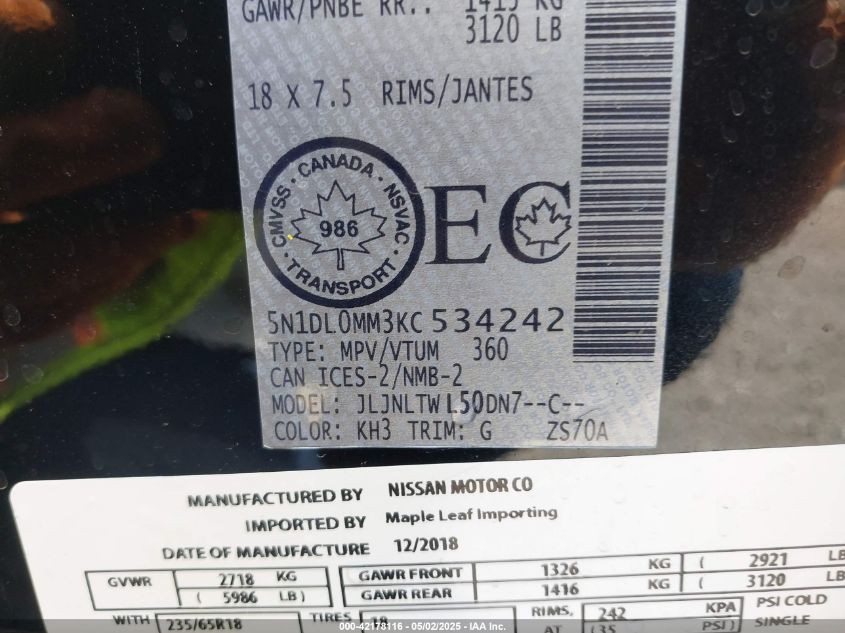 GAWR/PNBE RR.: 1415 KG
3120 LB
18 X 7.5 RIMS/JANTES
CANADA · NSVAC · TRANSPORT · CMVSS ·
986
EC
5N1DL0MM3KC534242
TYPE: MPV/VTUM 360
CAN ICES-2/NMB-2
MODEL: JLJNLTWL50DN7--C--
COLOR: KH3 TRIM: G ZS70A
MANUFACTURED BY NISSAN MOTOR CO
IMPORTED BY Maple Leaf Importing
DATE OF MANUFACTURE 12/2018
GVWR 2718 KG GAWR FRONT 1326 KG ( 2921 LB
( 5986 LB ) GAWR REAR 1416 KG ( 3120 LB
WITH 235/65R18 TIRES 18 RIMS, 242 KPA PSI COLD
AT (35 PSI) SINGLE
000-42178116 - 05/02/2025 - IAA Inc.